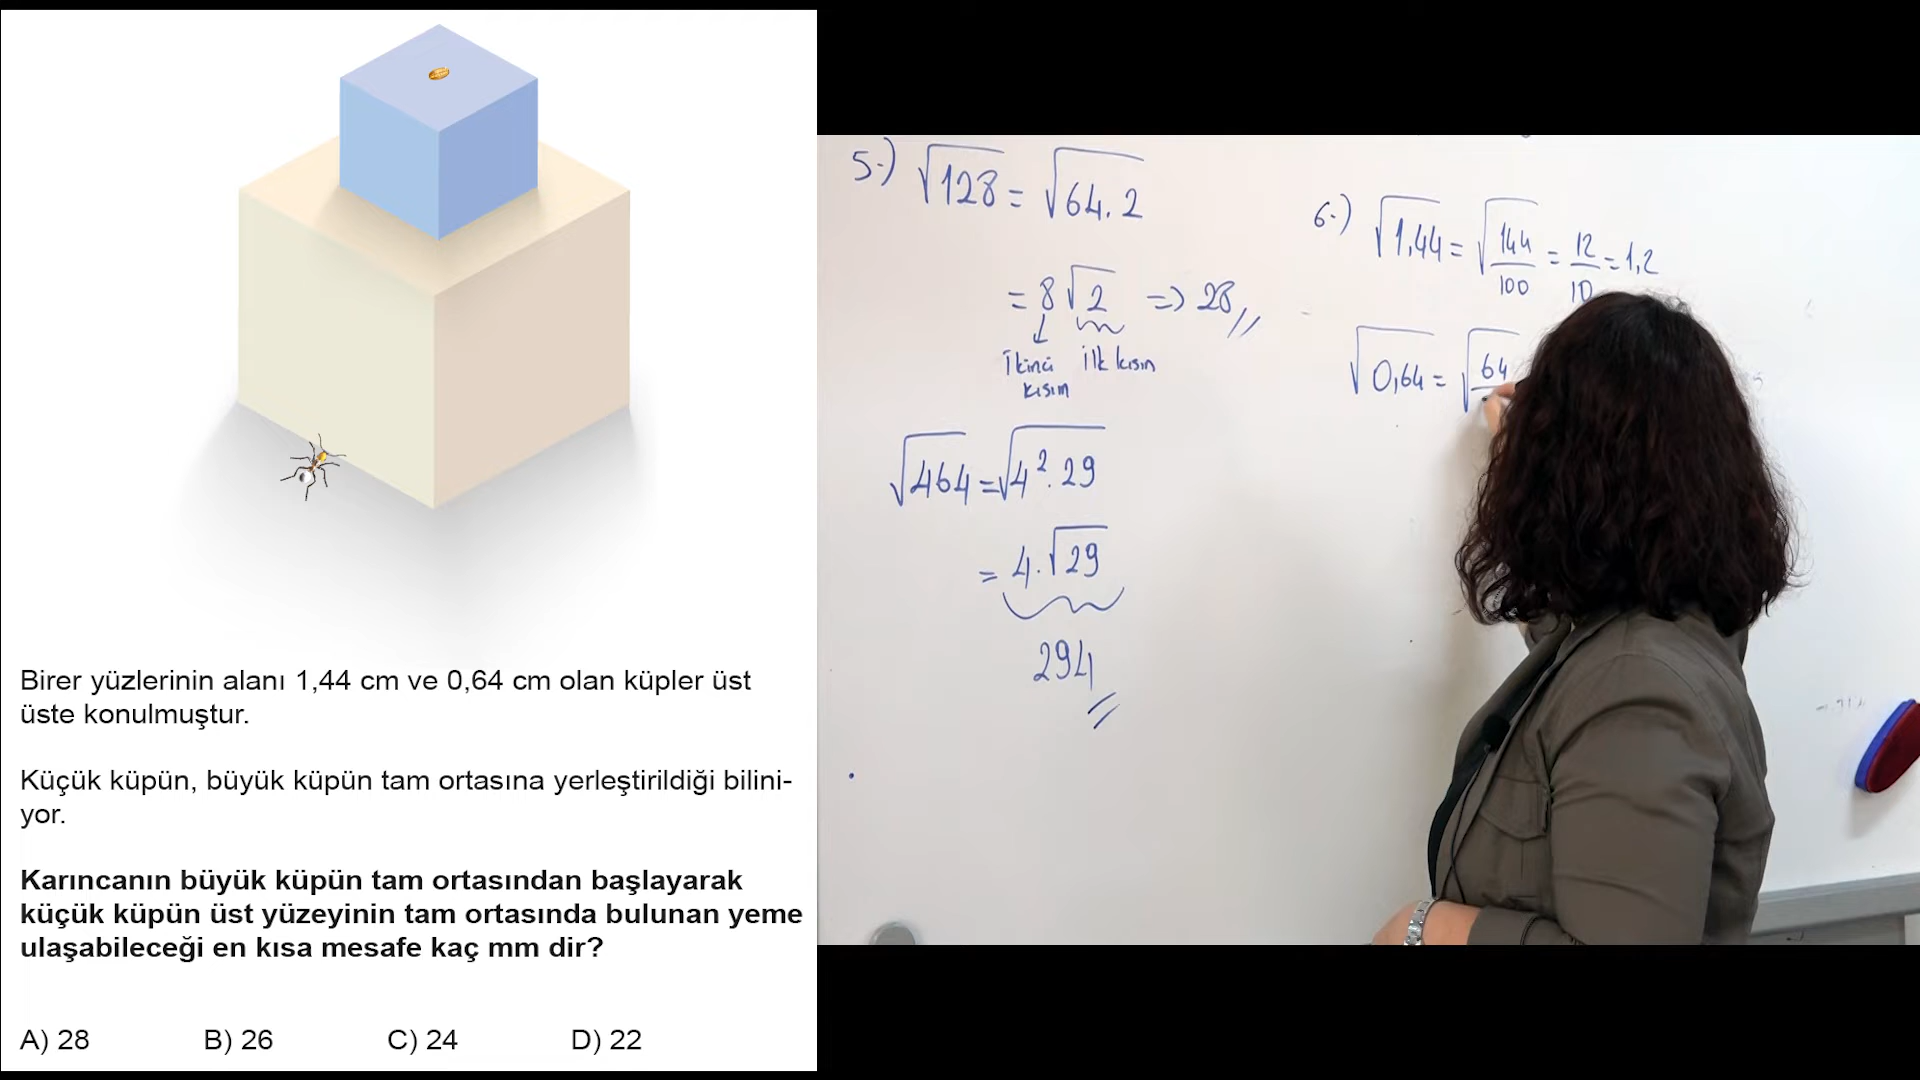 Birer yüzlerinin alanı 1,44 cm ve 0,64 cm olan küpler üst
üste konulmuştur.
Küçük küpün, büyük küpün tam ortasına yerleştirildiği bilini-
yor.
Karıncanın büyük küpün tam ortasından başlayarak
küçük küpün üst yüzeyinin tam ortasında bulunan yeme
ulaşabileceği en kısa mesafe kaç mm dir?
A) 28 B) 26 C) 24 D) 22
5-) √128 = √64.2
= 8√2 => 28
İkinci kısım
ilk kısım
√464 = √4².29
= 4.√29
294
6-) √1,44 = √144/100 = 12/10 = 1,2
√0,64 = √64